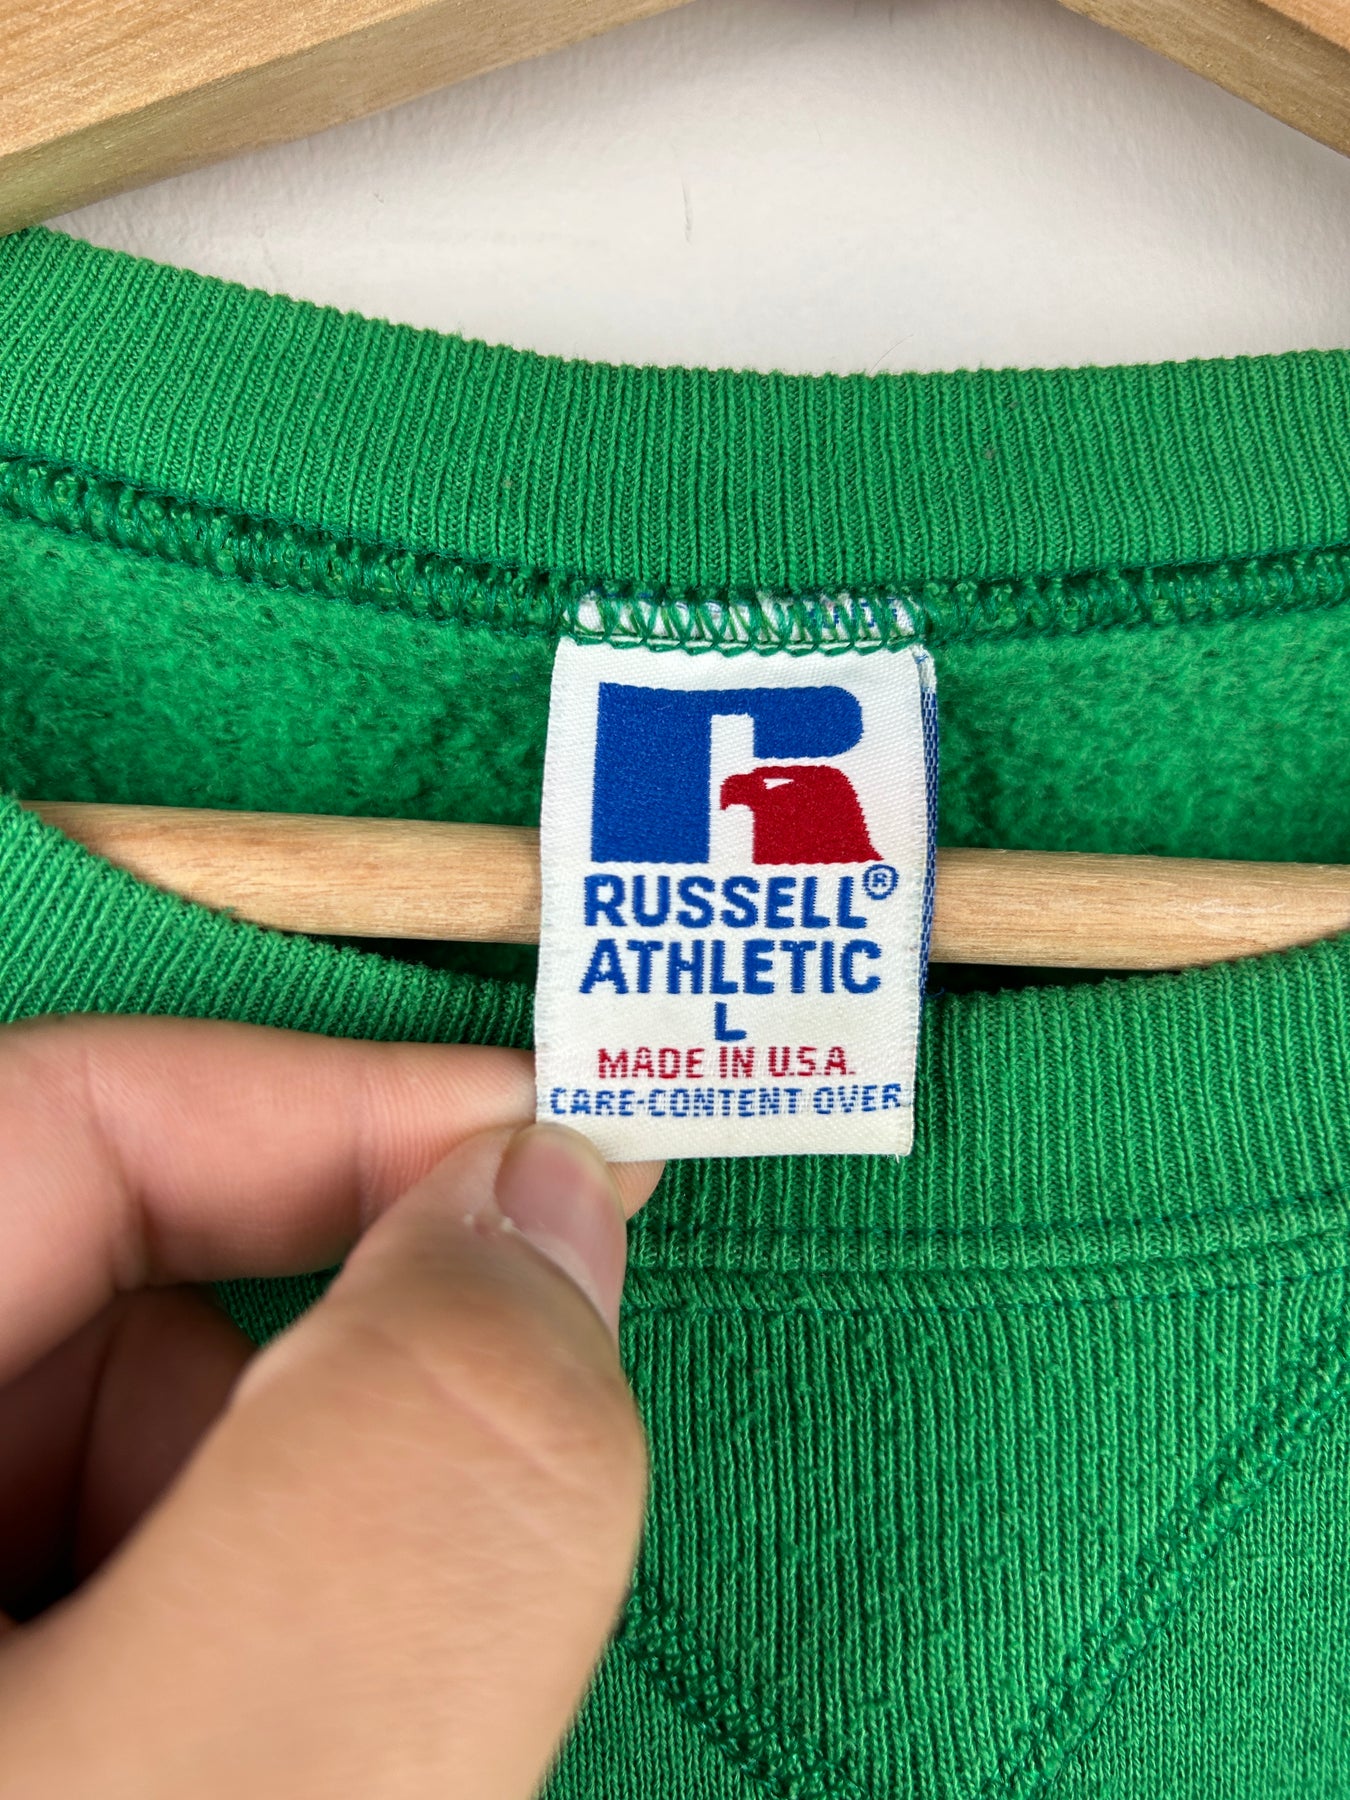 R
RUSSELL®
ATHLETIC
L
MADE IN U.S.A.
CARE-CONTENT OVER